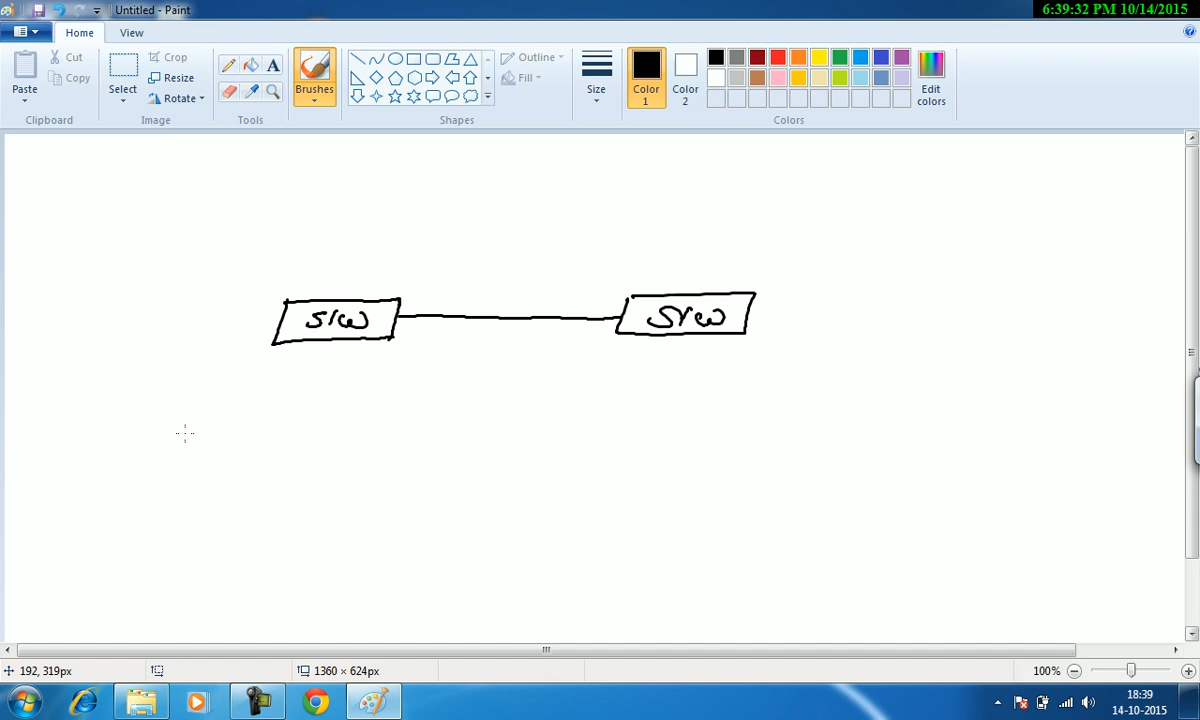 Untitled - Paint
6:39:32 PM 10/14/2015
Home View
Paste
Cut
Copy
Clipboard
Select
Crop
Resize
Rotate
Image
A
Tools
Brushes
Outline
Fill
Shapes
Size
Color 1
Color 2
Edit colors
Colors
S/W S/W
192, 319px
1360 × 624px
100%
18:39
14-10-2015